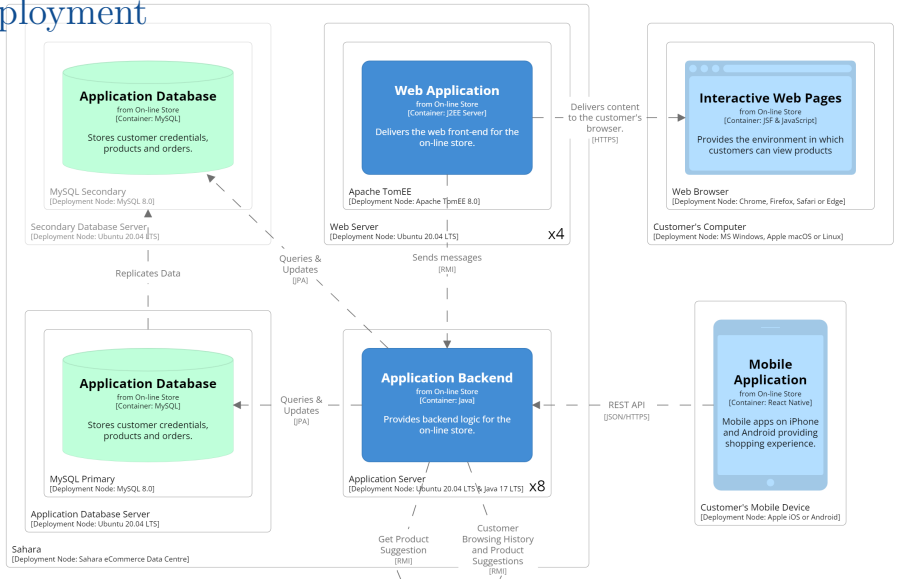 ployment
Application Database
from On-line Store
[Container: MySQL]
Stores customer credentials,
products and orders.
MySQL Secondary
[Deployment Node: MySQL 8.0]
Secondary Database Server
[Deployment Node: Ubuntu 20.04 LTS]
Web Application
from On-line Store
[Container: J2EE Server]
Delivers the web front-end for the
on-line store.
Apache TomEE
[Deployment Node: Apache TomEE 8.0]
Web Server
[Deployment Node: Ubuntu 20.04 LTS]
x4
Delivers content
to the customer's
browser.
[HTTPS]
Interactive Web Pages
from On-line Store
[Container: JSF & JavaScript]
Provides the environment in which
customers can view products
Web Browser
[Deployment Node: Chrome, Firefox, Safari or Edge]
Customer's Computer
[Deployment Node: MS Windows, Apple macOS or Linux]
Replicates Data
Queries &
Updates
[JPA]
Sends messages
[RMI]
Application Database
from On-line Store
[Container: MySQL]
Stores customer credentials,
products and orders.
MySQL Primary
[Deployment Node: MySQL 8.0]
Application Database Server
[Deployment Node: Ubuntu 20.04 LTS]
Queries &
Updates
[JPA]
Application Backend
from On-line Store
[Container: Java]
Provides backend logic for the
on-line store.
Application Server
[Deployment Node: Ubuntu 20.04 LTS & Java 17 LTS]
x8
REST API
[JSON/HTTPS]
Mobile
Application
from On-line Store
[Container: React Native]
Mobile apps on iPhone
and Android providing
shopping experience.
Customer's Mobile Device
[Deployment Node: Apple iOS or Android]
Get Product
Suggestion
[RMI]
Customer
Browsing History
and Product
Suggestions
[RMI]
Sahara
[Deployment Node: Sahara eCommerce Data Centre]